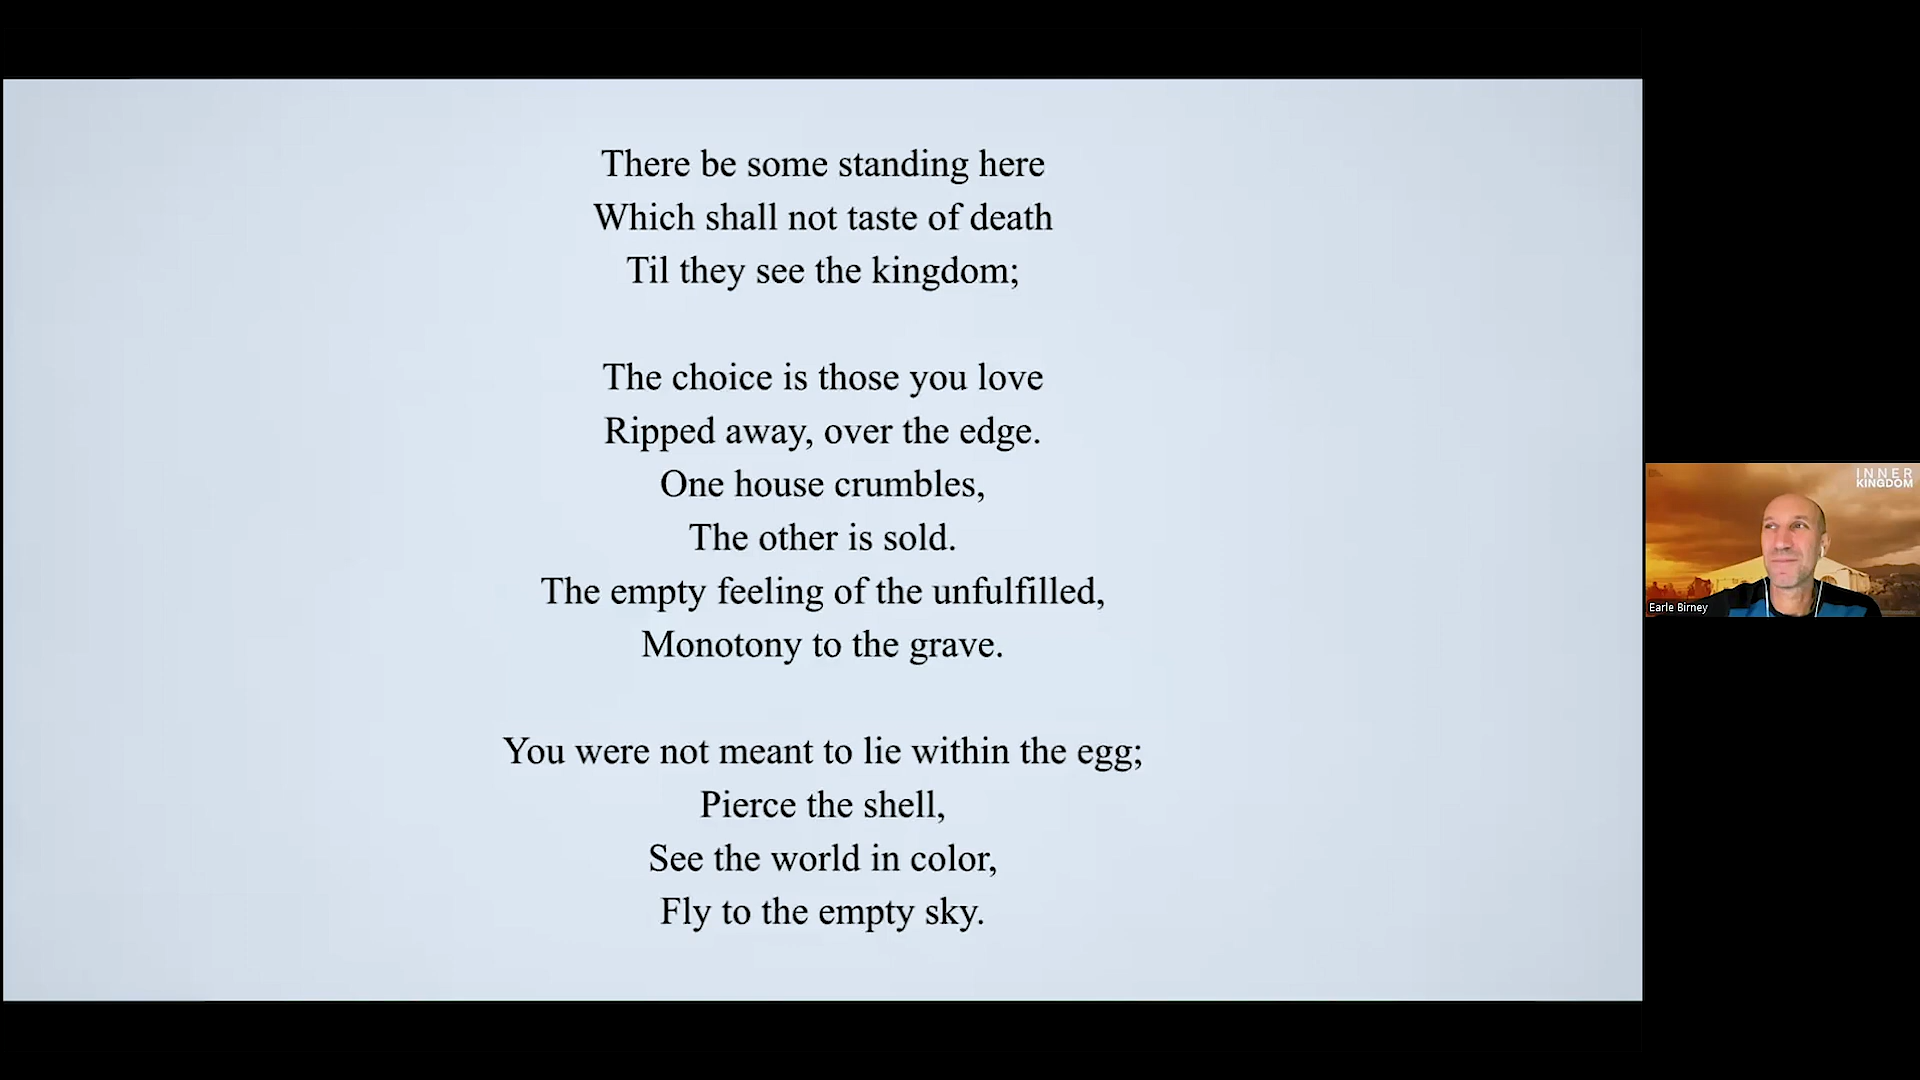 There be some standing here
Which shall not taste of death
Til they see the kingdom;
The choice is those you love
Ripped away, over the edge.
One house crumbles,
The other is sold.
The empty feeling of the unfulfilled,
Monotony to the grave.
You were not meant to lie within the egg;
Pierce the shell,
See the world in color,
Fly to the empty sky.
INNER
KINGDOM
Earle Birney